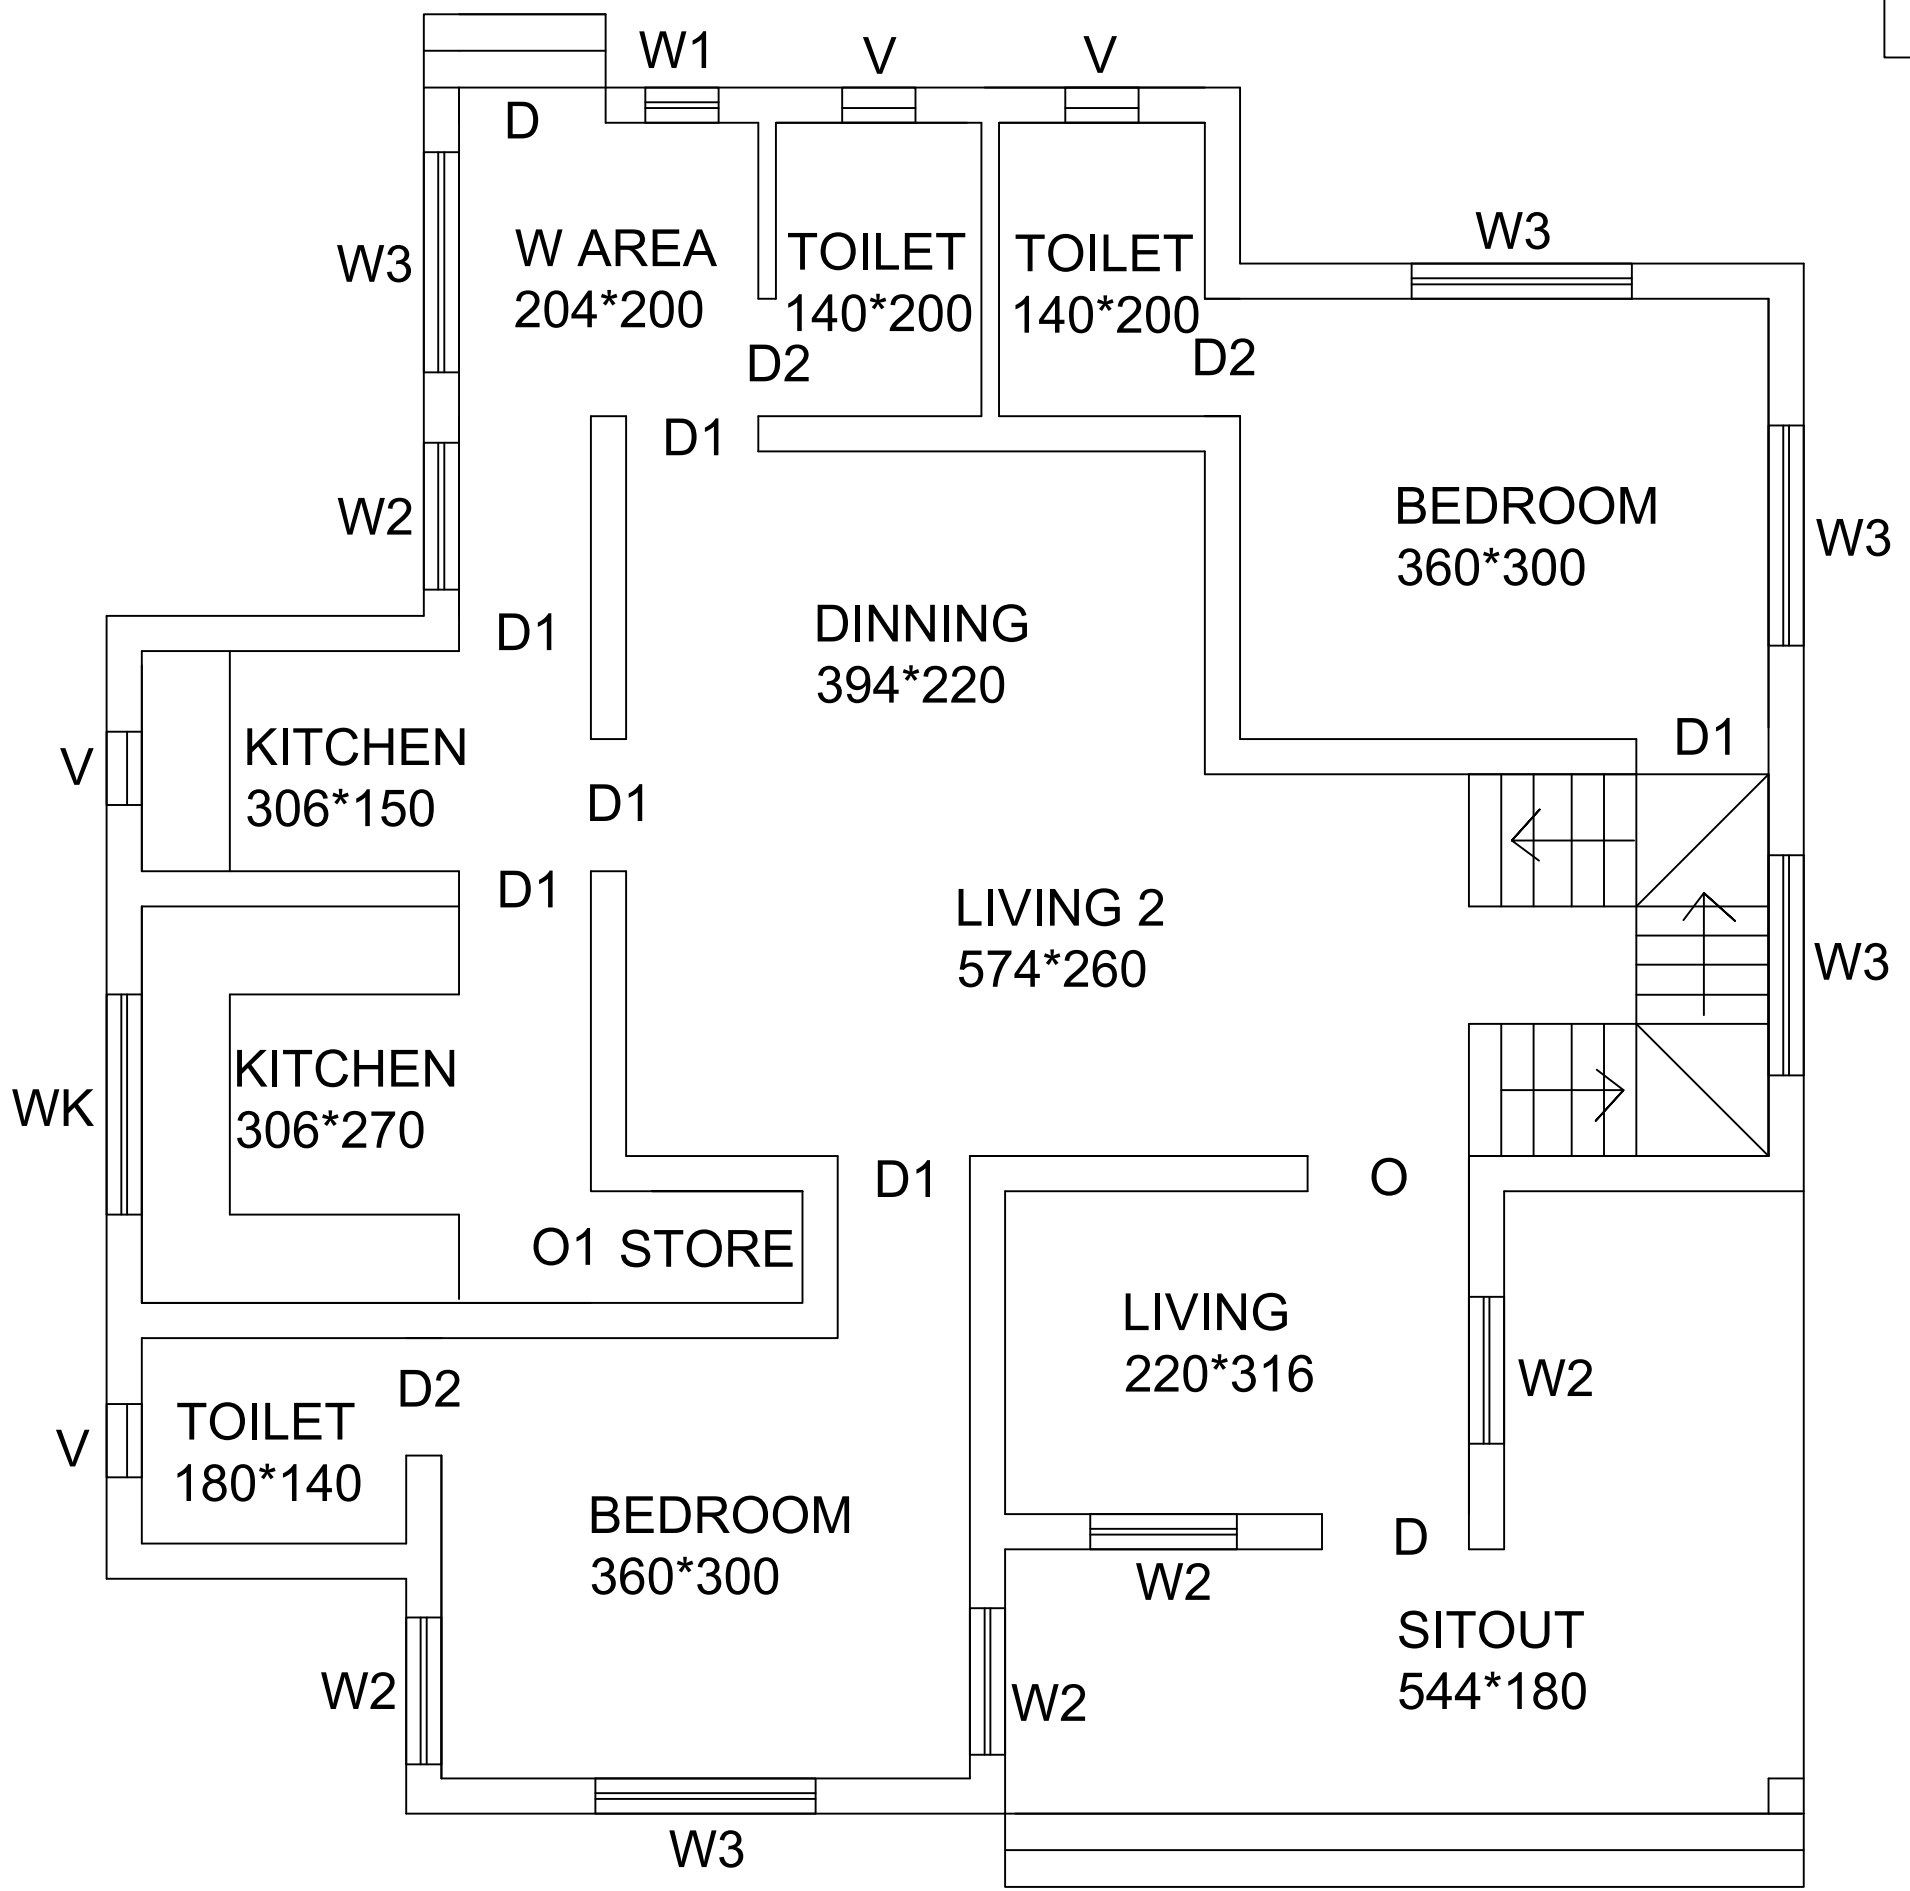 W1
V
V
D
W3
W AREA
204*200
TOILET
140*200
TOILET
140*200
W3
D2
D2
D1
W2
BEDROOM
360*300
W3
D1
DINNING
394*220
D1
V
KITCHEN
306*150
D1
D1
LIVING 2
574*260
W3
WK
KITCHEN
306*270
D1
O
O1 STORE
LIVING
220*316
W2
D2
V
TOILET
180*140
BEDROOM
360*300
D
W2
SITOUT
544*180
W2
W2
W3